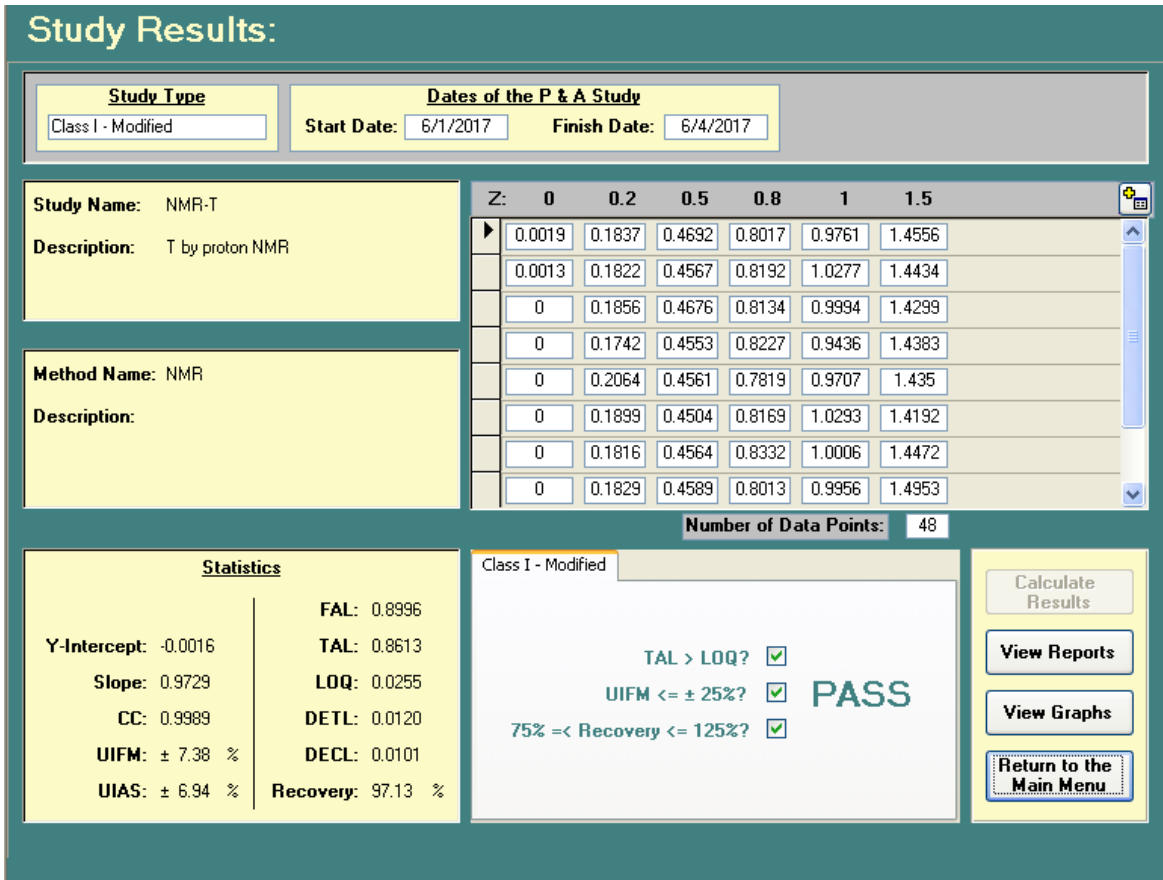 Study Results:
Study Type
Class I - Modified
Dates of the P & A Study
Start Date: 6/1/2017 Finish Date: 6/4/2017
Study Name: NMR-T
Description: T by proton NMR
Method Name: NMR
Description:
Z: 0 0.2 0.5 0.8 1 1.5
0.0019 0.1837 0.4692 0.8017 0.9761 1.4556
0.0013 0.1822 0.4567 0.8192 1.0277 1.4434
0 0.1856 0.4676 0.8134 0.9994 1.4299
0 0.1742 0.4553 0.8227 0.9436 1.4383
0 0.2064 0.4561 0.7819 0.9707 1.435
0 0.1899 0.4504 0.8169 1.0293 1.4192
0 0.1816 0.4564 0.8332 1.0006 1.4472
0 0.1829 0.4589 0.8013 0.9956 1.4953
Number of Data Points: 48
Statistics
Y-Intercept: -0.0016
Slope: 0.9729
CC: 0.9989
UIFM: ± 7.38 %
UIAS: ± 6.94 %
FAL: 0.8996
TAL: 0.8613
LOQ: 0.0255
DETL: 0.0120
DECL: 0.0101
Recovery: 97.13 %
Class I - Modified
TAL > LOQ?
UIFM <= ± 25%?
75% =< Recovery <= 125%?
PASS
Calculate
Results
View Reports
View Graphs
Return to the
Main Menu